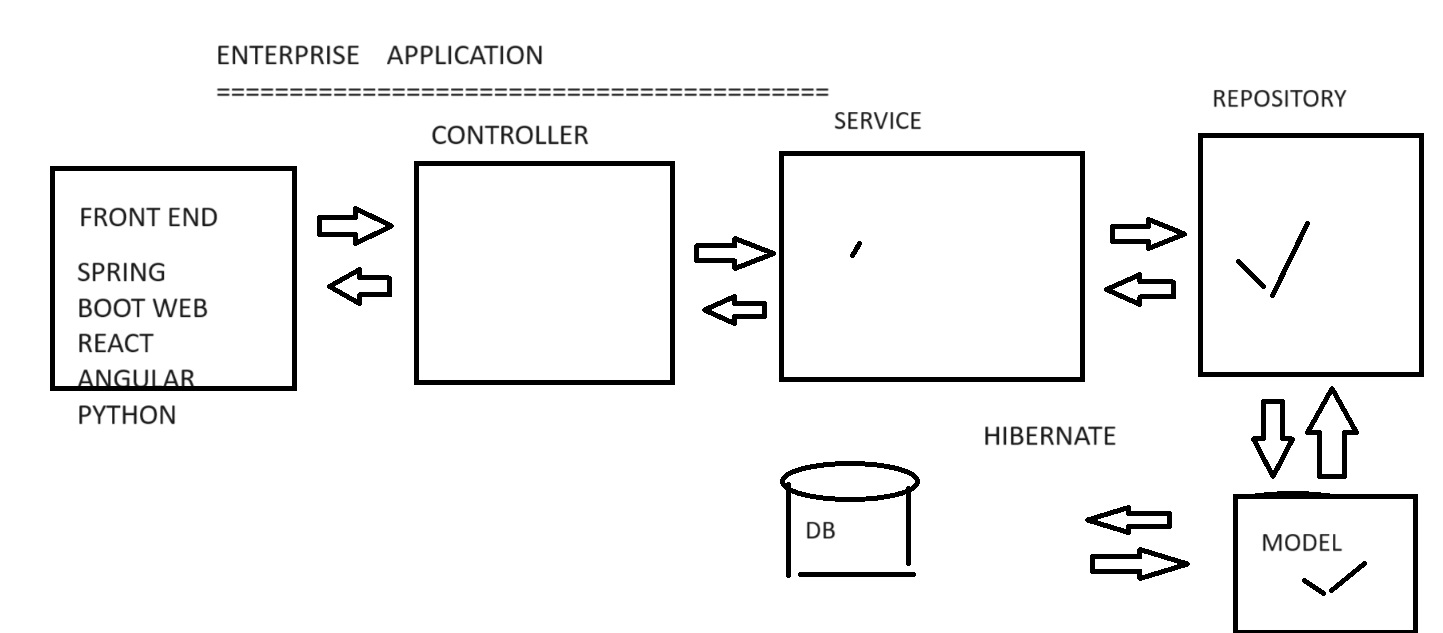 ENTERPRISE APPLICATION
==========================================
REPOSITORY
SERVICE
CONTROLLER
FRONT END
SPRING
BOOT WEB
REACT
ANGULAR
PYTHON
HIBERNATE
DB
MODEL